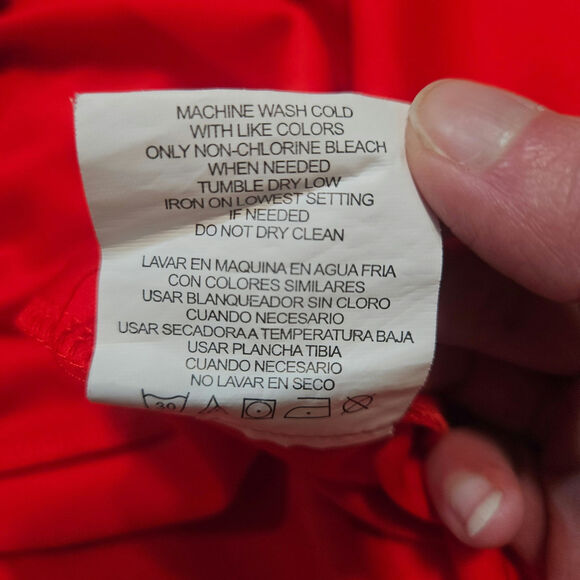 MACHINE WASH COLD
WITH LIKE COLORS
ONLY NON-CHLORINE BLEACH
WHEN NEEDED
TUMBLE DRY LOW
IRON ON LOWEST SETTING
IF NEEDED
DO NOT DRY CLEAN
LAVAR EN MAQUINA EN AGUA FRIA
CON COLORES SIMILARES
USAR BLANQUEADOR SIN CLORO
CUANDO NECESARIO
USAR SECADORA A TEMPERATURA BAJA
USAR PLANCHA TIBIA
CUANDO NECESARIO
NO LAVAR EN SECO
30